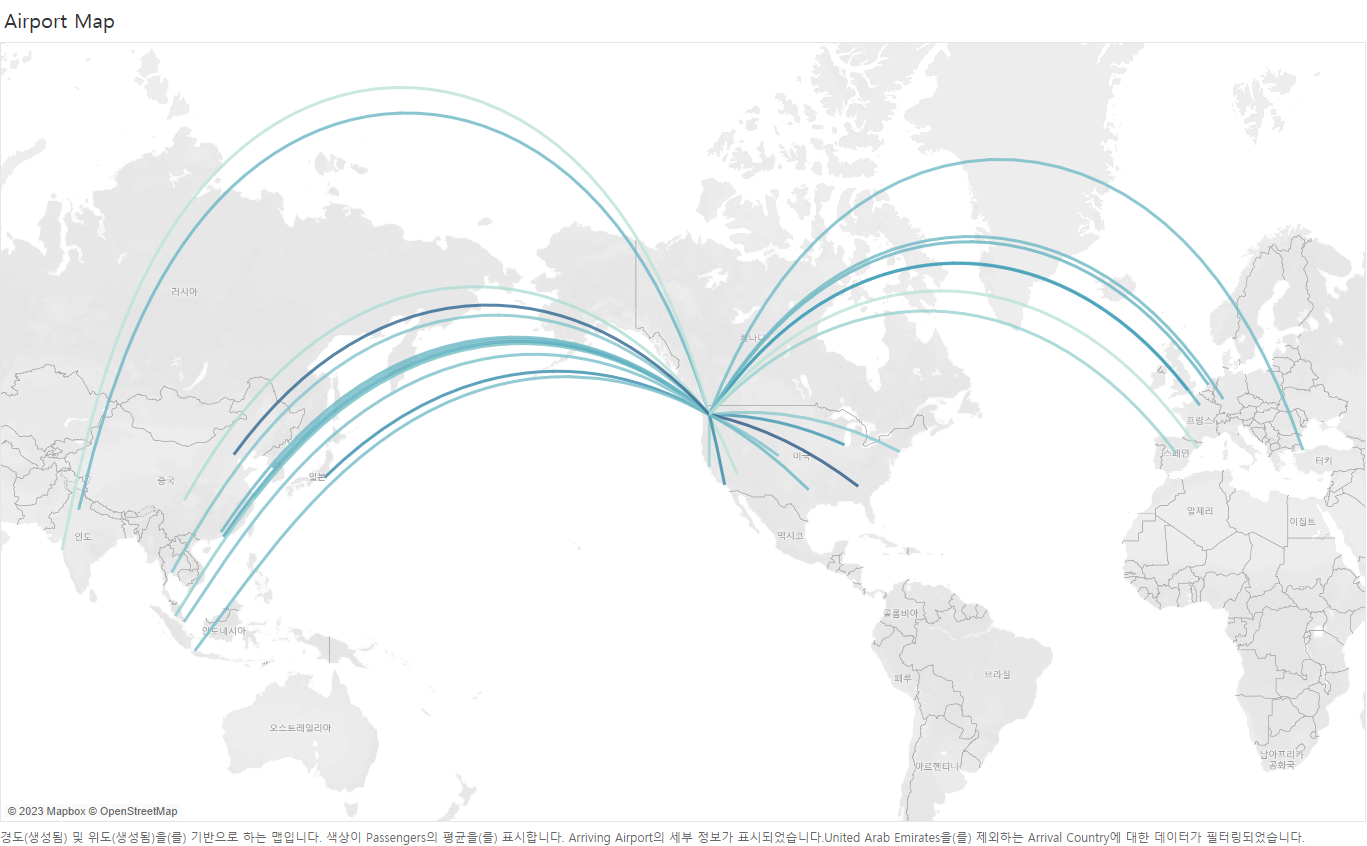 Airport Map
러시아
캐나다
프랑스
스페인
터키
미국
중국
일본
인도
알제리
이집트
멕시코
콜롬비아
인도네시아
페루
브라질
오스트레일리아
남아프리카
공화국
아르헨티나
© 2023 Mapbox © OpenStreetMap
경도(생성됨) 및 위도(생성됨)을(를) 기반으로 하는 맵입니다. 색상이 Passengers의 평균을(를) 표시합니다. Arriving Airport의 세부 정보가 표시되었습니다.United Arab Emirates을(를) 제외하는 Arrival Country에 대한 데이터가 필터링되었습니다.